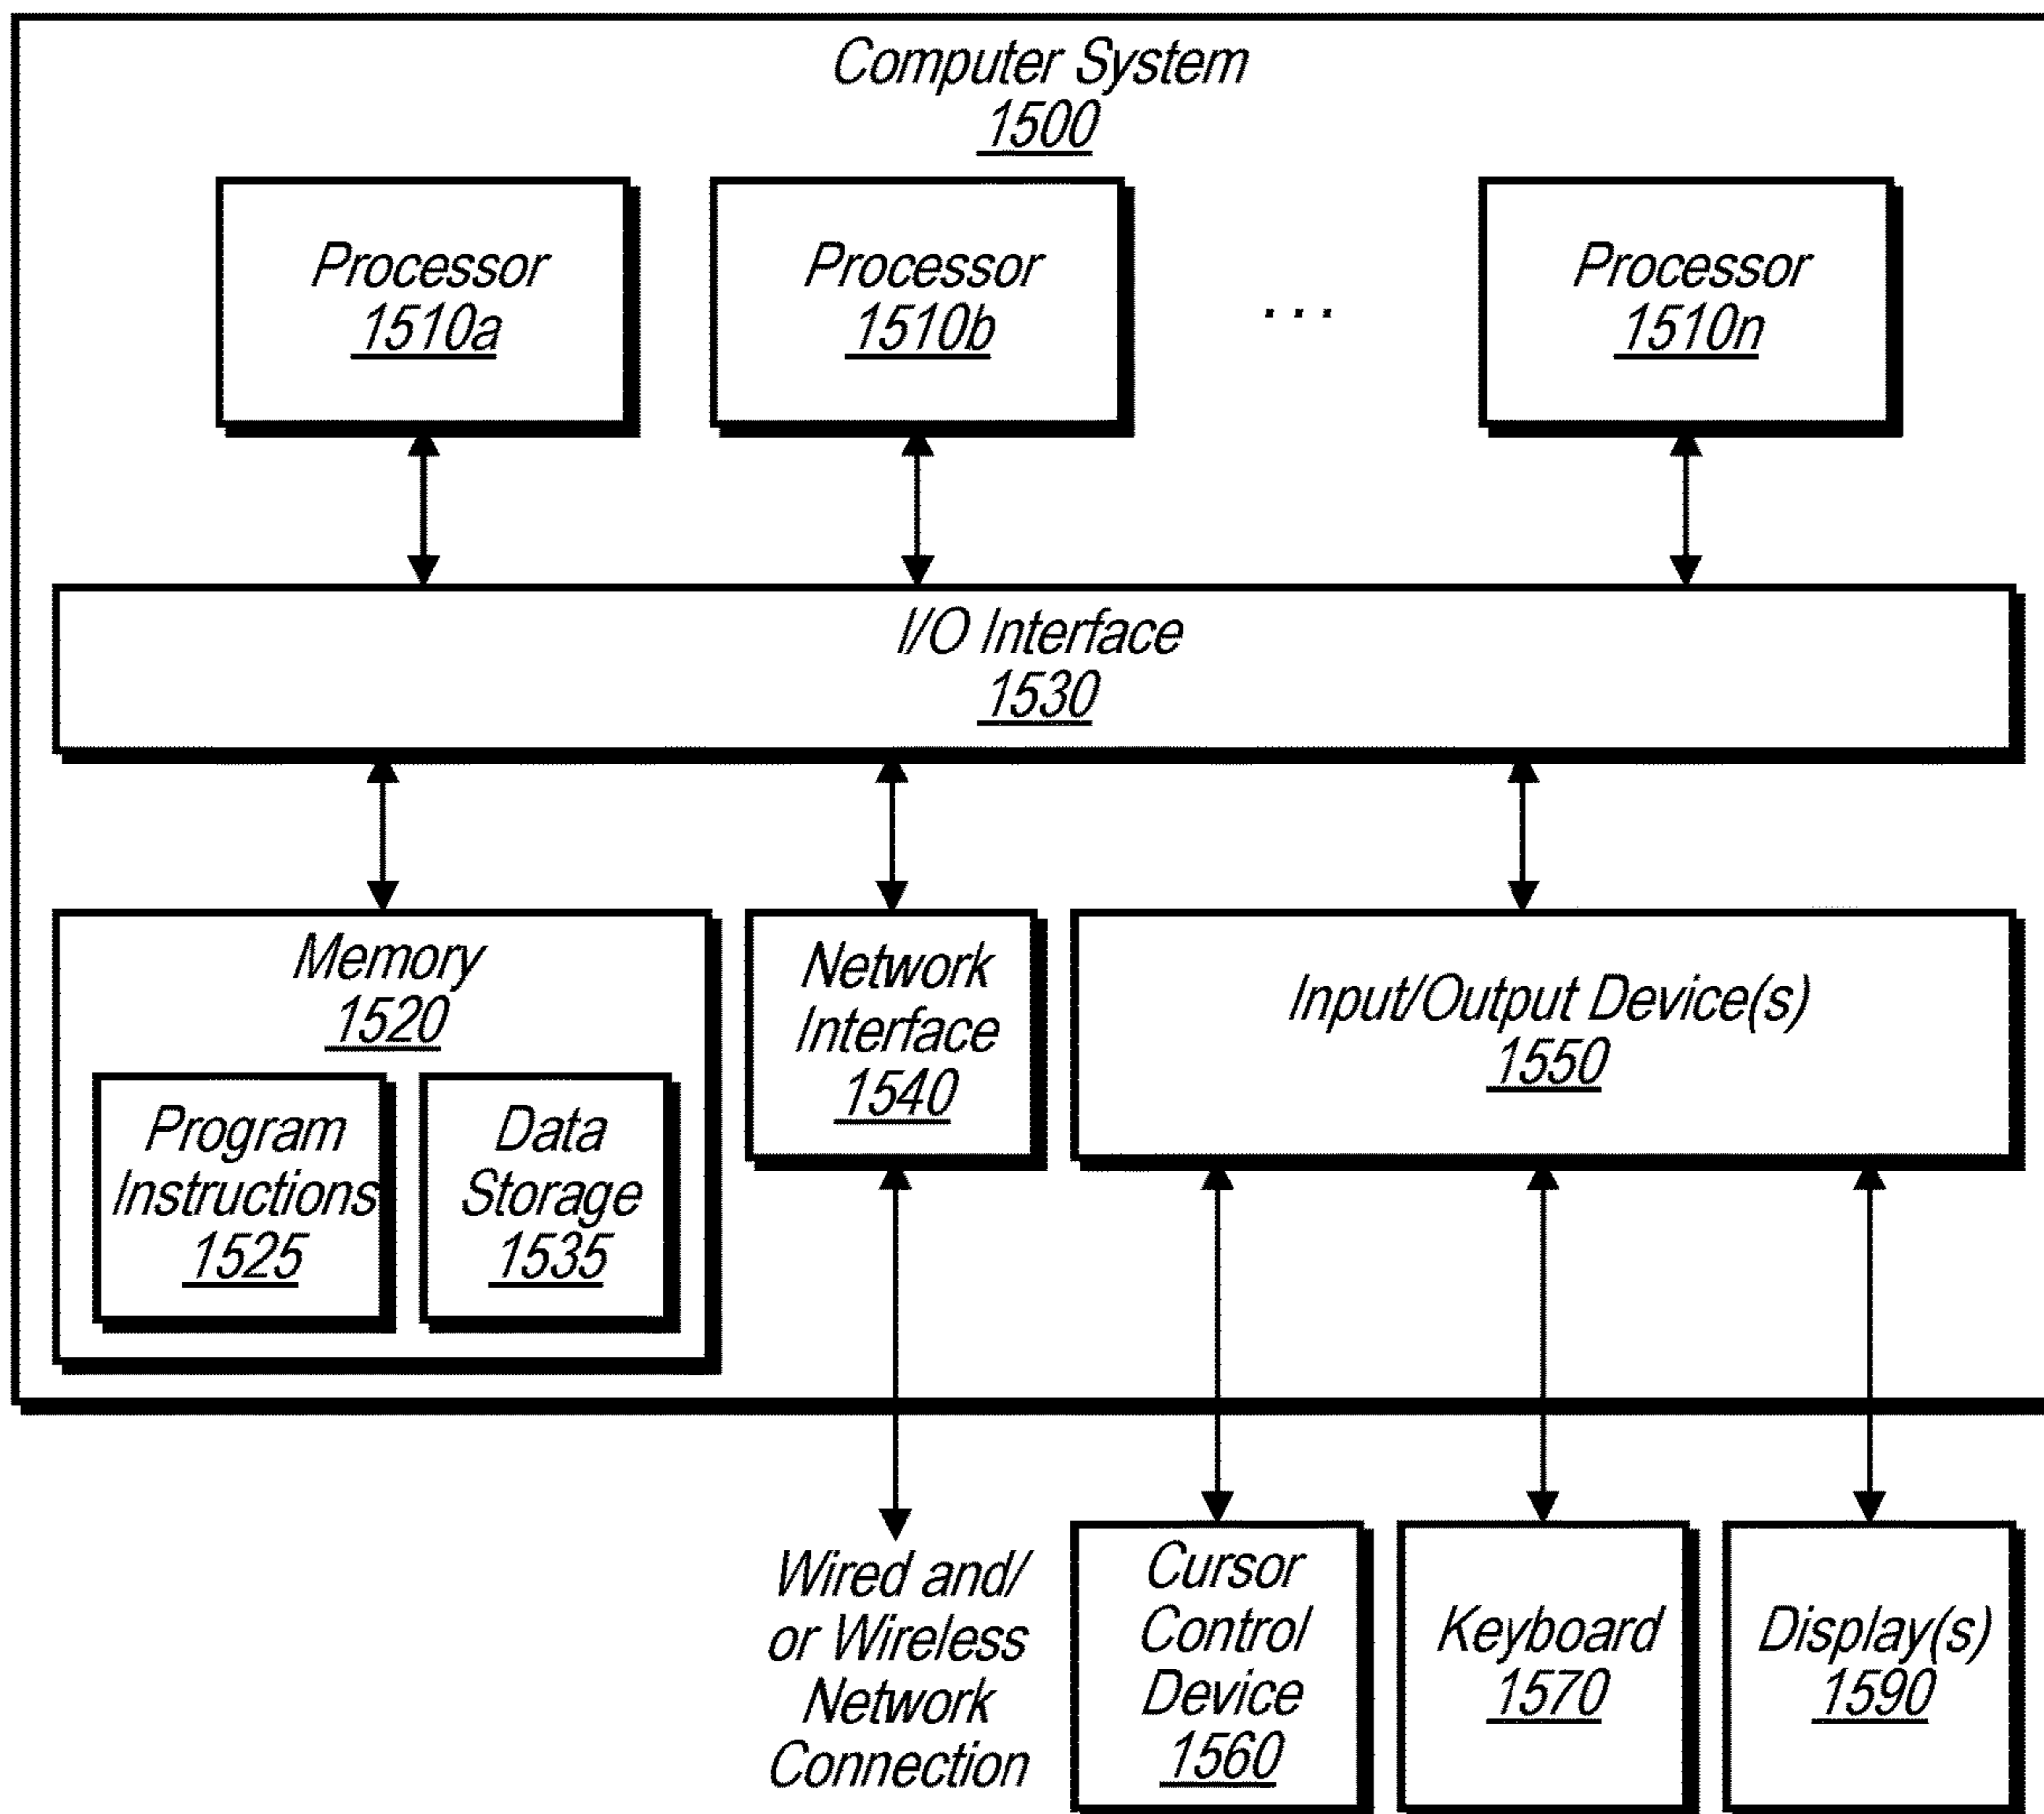 Computer System
1500
Processor
1510a
Processor
1510b
...
Processor
1510n
I/O Interface
1530
Memory
1520
Program
Instructions
1525
Data
Storage
1535
Network
Interface
1540
Input/Output Device(s)
1550
Wired and/
or Wireless
Network
Connection
Cursor
Control
Device
1560
Keyboard
1570
Display(s)
1590